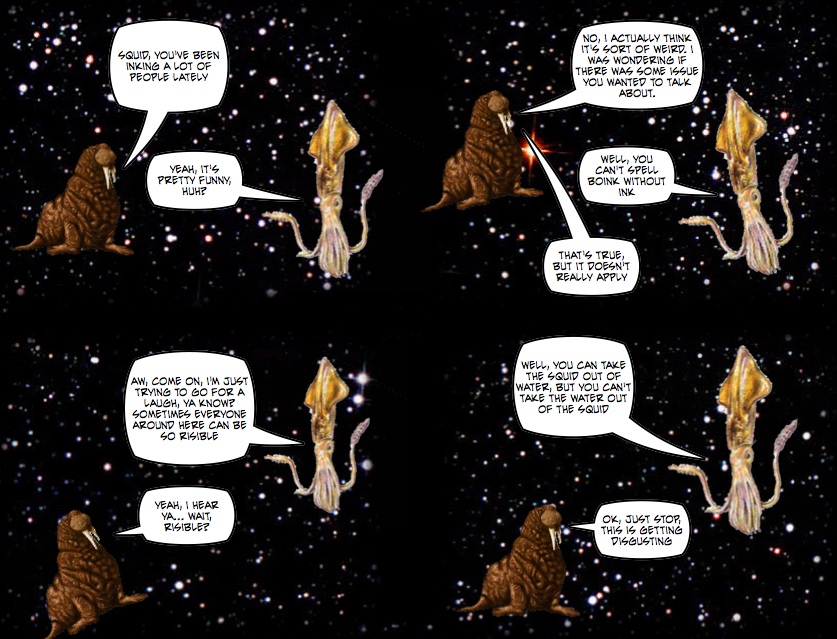 SQUID, YOU'VE BEEN
INKING A LOT OF
PEOPLE LATELY
YEAH, IT'S
PRETTY FUNNY,
HUH?
NO, I ACTUALLY THINK
IT'S SORT OF WEIRD. I
WAS WONDERING IF
THERE WAS SOME ISSUE
YOU WANTED TO TALK
ABOUT.
WELL, YOU
CAN'T SPELL
BOINK WITHOUT
INK
THAT'S TRUE,
BUT IT DOESN'T
REALLY APPLY
AW, COME ON, I'M JUST
TRYING TO GO FOR A
LAUGH, YA KNOW?
SOMETIMES EVERYONE
AROUND HERE CAN BE
SO RISIBLE
YEAH, I HEAR
YA... WAIT,
RISIBLE?
WELL, YOU CAN TAKE
THE SQUID OUT OF
WATER, BUT YOU CAN'T
TAKE THE WATER OUT
OF THE SQUID
OK, JUST STOP,
THIS IS GETTING
DISGUSTING